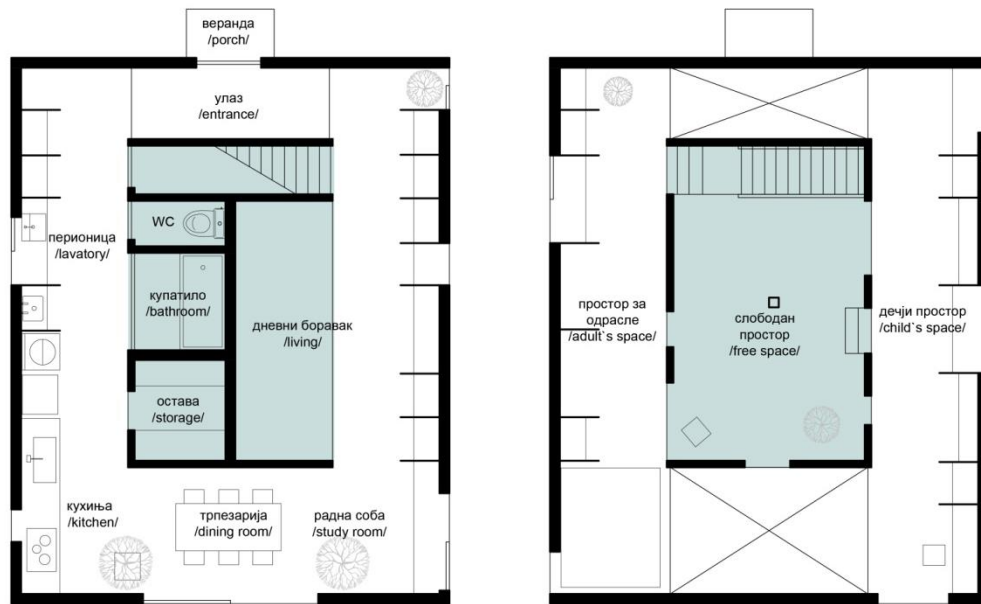 веранда
/porch/
улаз
/entrance/
WC
перионица
/lavatory/
купатило
/bathroom/
дневни боравак
/living/
остава
/storage/
кухиња
/kitchen/
трпезарија
/dining room/
радна соба
/study room/
простор за
одрасле
/adult`s space/
слободан
простор
/free space/
дечји простор
/child`s space/